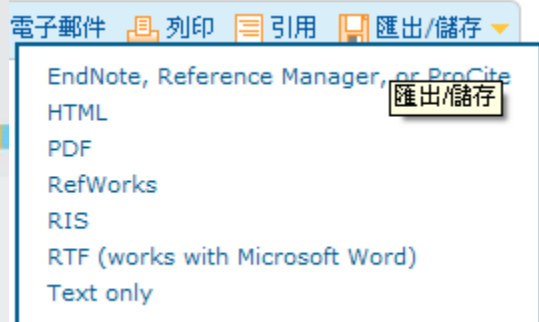 電子郵件 列印 引用 匯出/儲存
EndNote, Reference Manager, or ProCite
匯出/儲存
HTML
PDF
RefWorks
RIS
RTF (works with Microsoft Word)
Text only